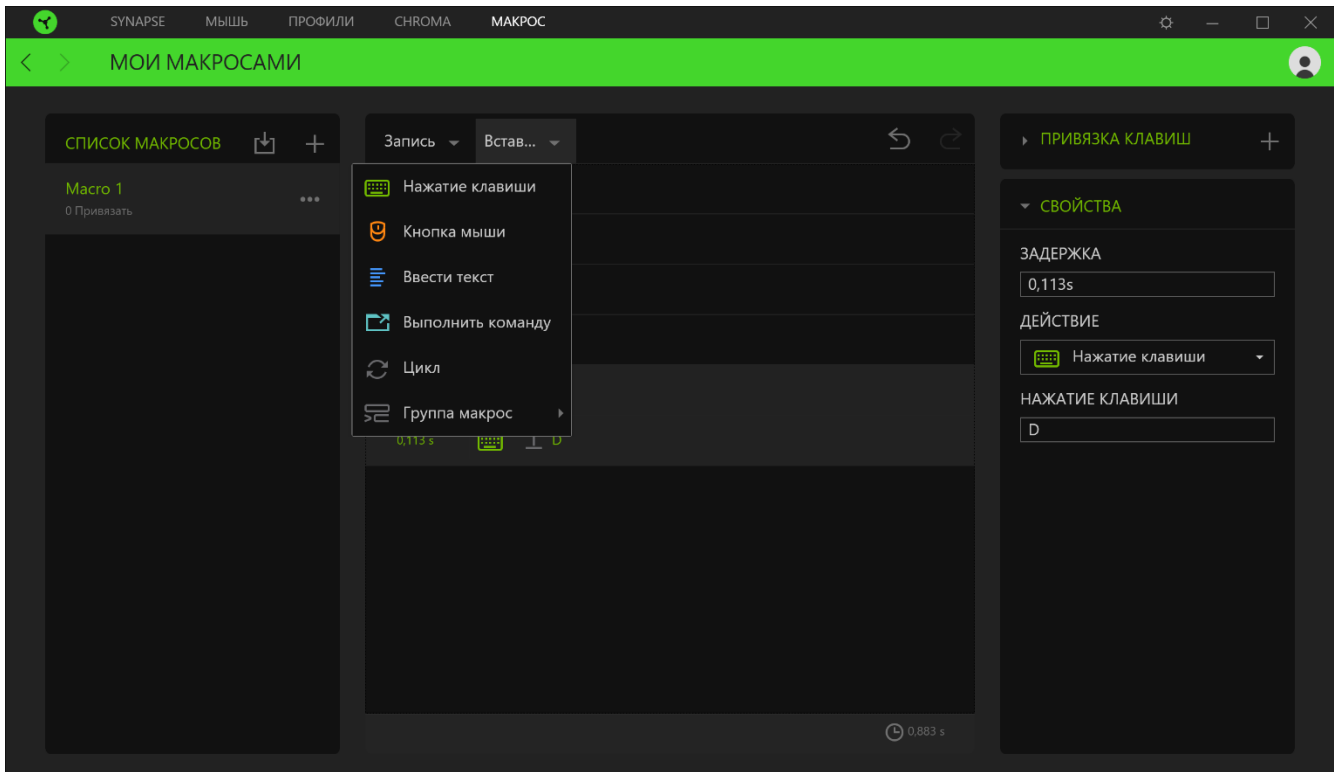 SYNAPSE МЫШЬ ПРОФИЛИ CHROMA МАКРОС
МОИ МАКРОСАМИ
СПИСОК МАКРОСОВ
Macro 1
0 Привязать
Запись Встав...
Нажатие клавиши
Кнопка мыши
Ввести текст
Выполнить команду
Цикл
Группа макрос
0,113 s D
0,883 s
ПРИВЯЗКА КЛАВИШ
СВОЙСТВА
ЗАДЕРЖКА
0,113s
ДЕЙСТВИЕ
Нажатие клавиши
НАЖАТИЕ КЛАВИШИ
D